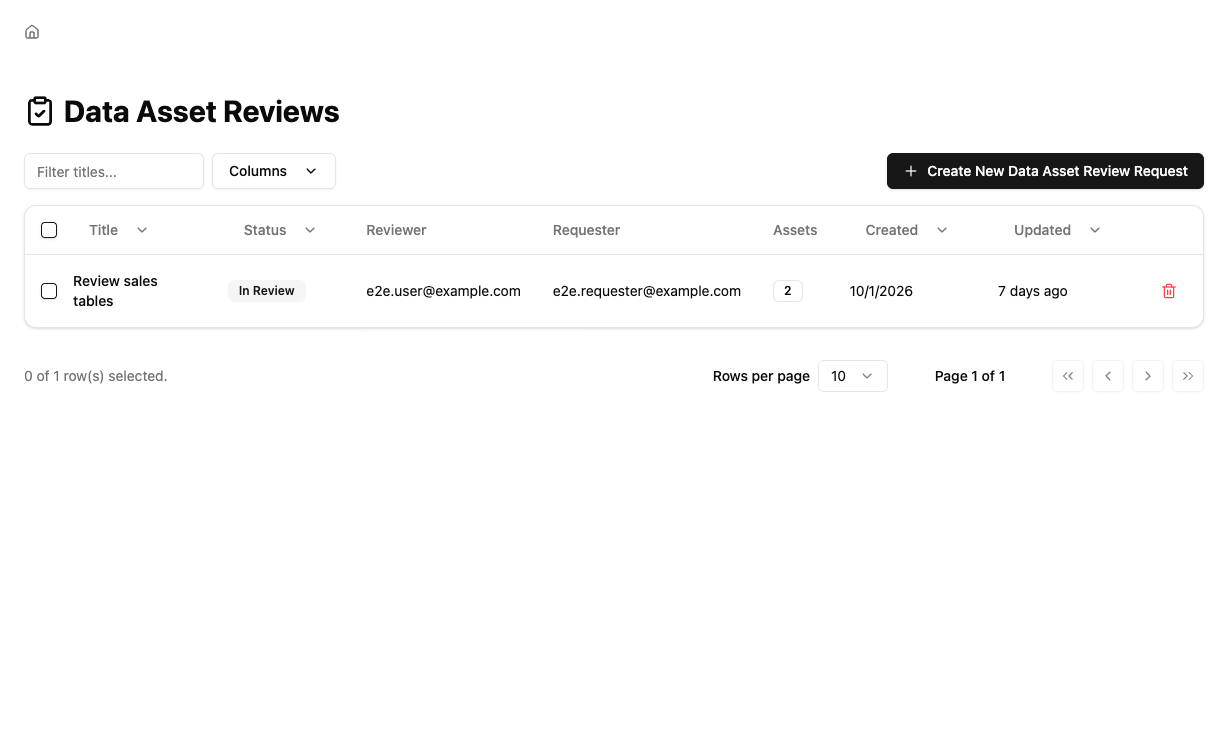 Data Asset Reviews
Filter titles...
Columns
Create New Data Asset Review Request
Title Status Reviewer Requester Assets Created Updated
Review sales
tables
In Review e2e.user@example.com e2e.requester@example.com 2 10/1/2026 7 days ago
0 of 1 row(s) selected.
Rows per page 10 Page 1 of 1